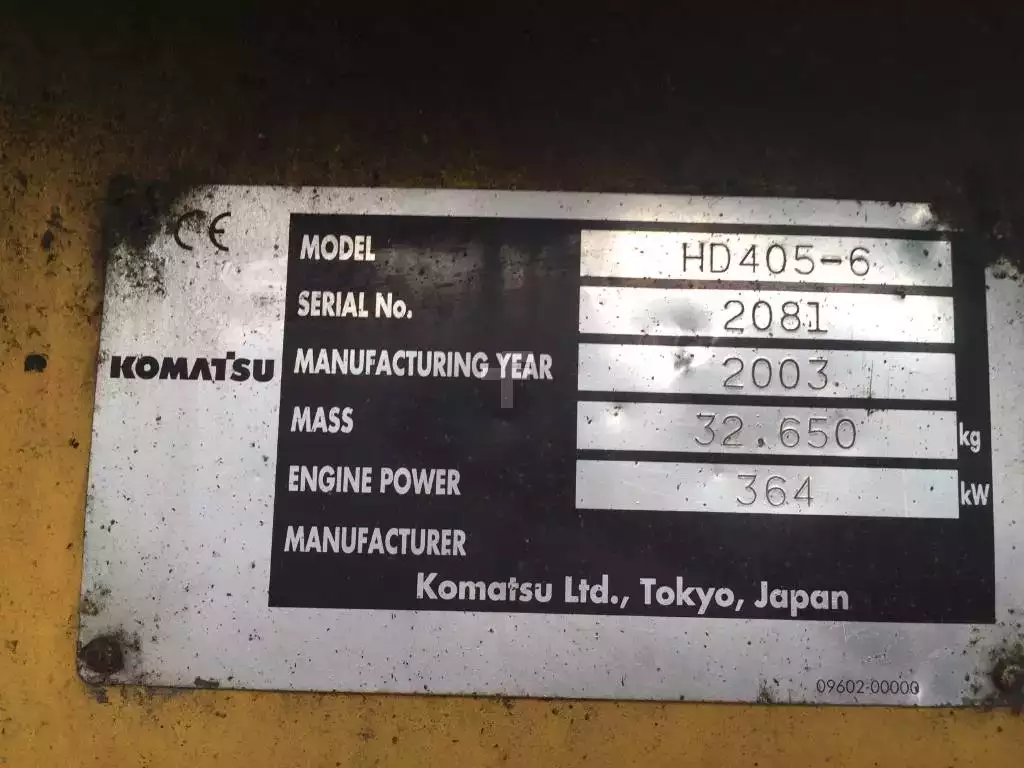 CE
MODEL HD405-6
SERIAL No. 2081
KOMATSU
MANUFACTURING YEAR 2003
MASS 32.650 kg
ENGINE POWER 364 kW
MANUFACTURER
Komatsu Ltd., Tokyo, Japan
09602-00000